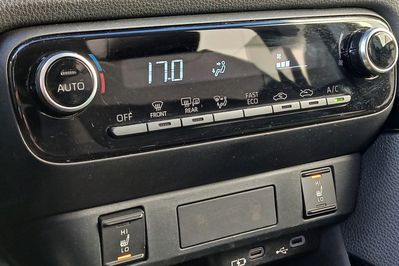 17.0
AUTO
OFF
FRONT
REAR
FAST
ECO
A/C
HI
LO
HI
LO